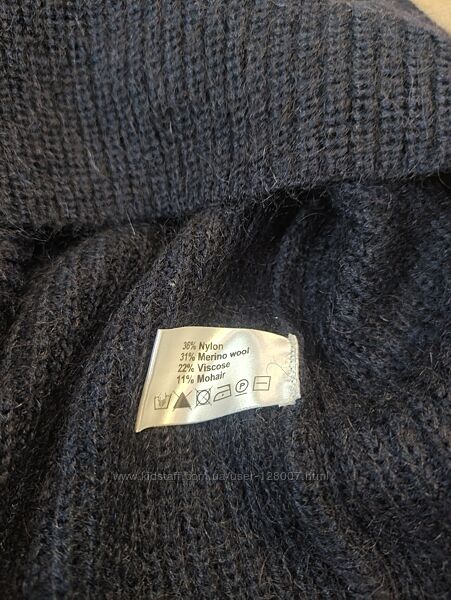 36% Nylon
31% Merino wool
22% Viscose
11% Mohair
P
www.kidstaff.com.ua/user-128007.html